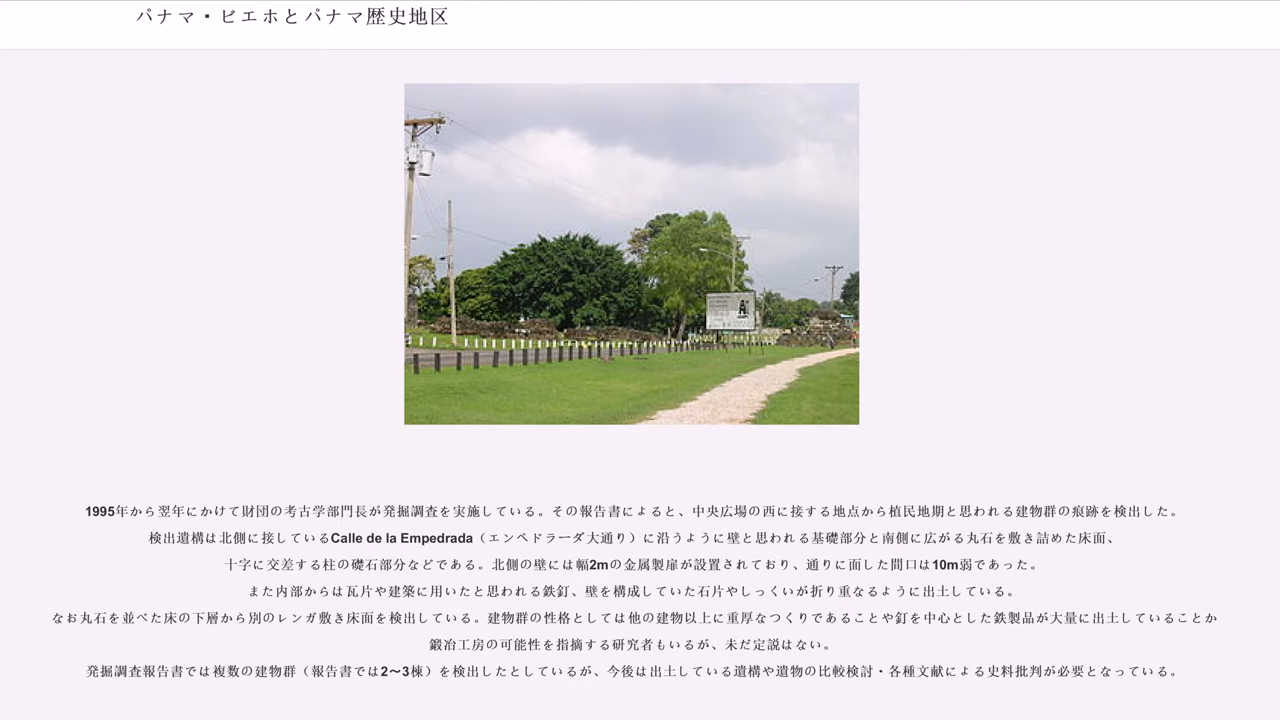 パナマ・ビエホとパナマ歴史地区
1995年から翌年にかけて財団の考古学部門長が発掘調査を実施している。その報告書によると、中央広場の西に接する地点から植民地期と思われる建物群の痕跡を検出した。
検出遺構は北側に接しているCalle de la Empedrada（エンペドラーダ大通り）に沿うように壁と思われる基礎部分と南側に広がる丸石を敷き詰めた床面、
十字に交差する柱の礎石部分などである。北側の壁には幅2mの金属製扉が設置されており、通りに面した間口は10m弱であった。
また内部からは瓦片や建築に用いたと思われる鉄釘、壁を構成していた石片やしっくいが折り重なるように出土している。
なお丸石を並べた床の下層から別のレンガ敷き床面を検出している。建物群の性格としては他の建物以上に重厚なつくりであることや釘を中心とした鉄製品が大量に出土していることか
鍛冶工房の可能性を指摘する研究者もいるが、未だ定説はない。
発掘調査報告書では複数の建物群（報告書では2〜3棟）を検出したとしているが、今後は出土している遺構や遺物の比較検討・各種文献による史料批判が必要となっている。